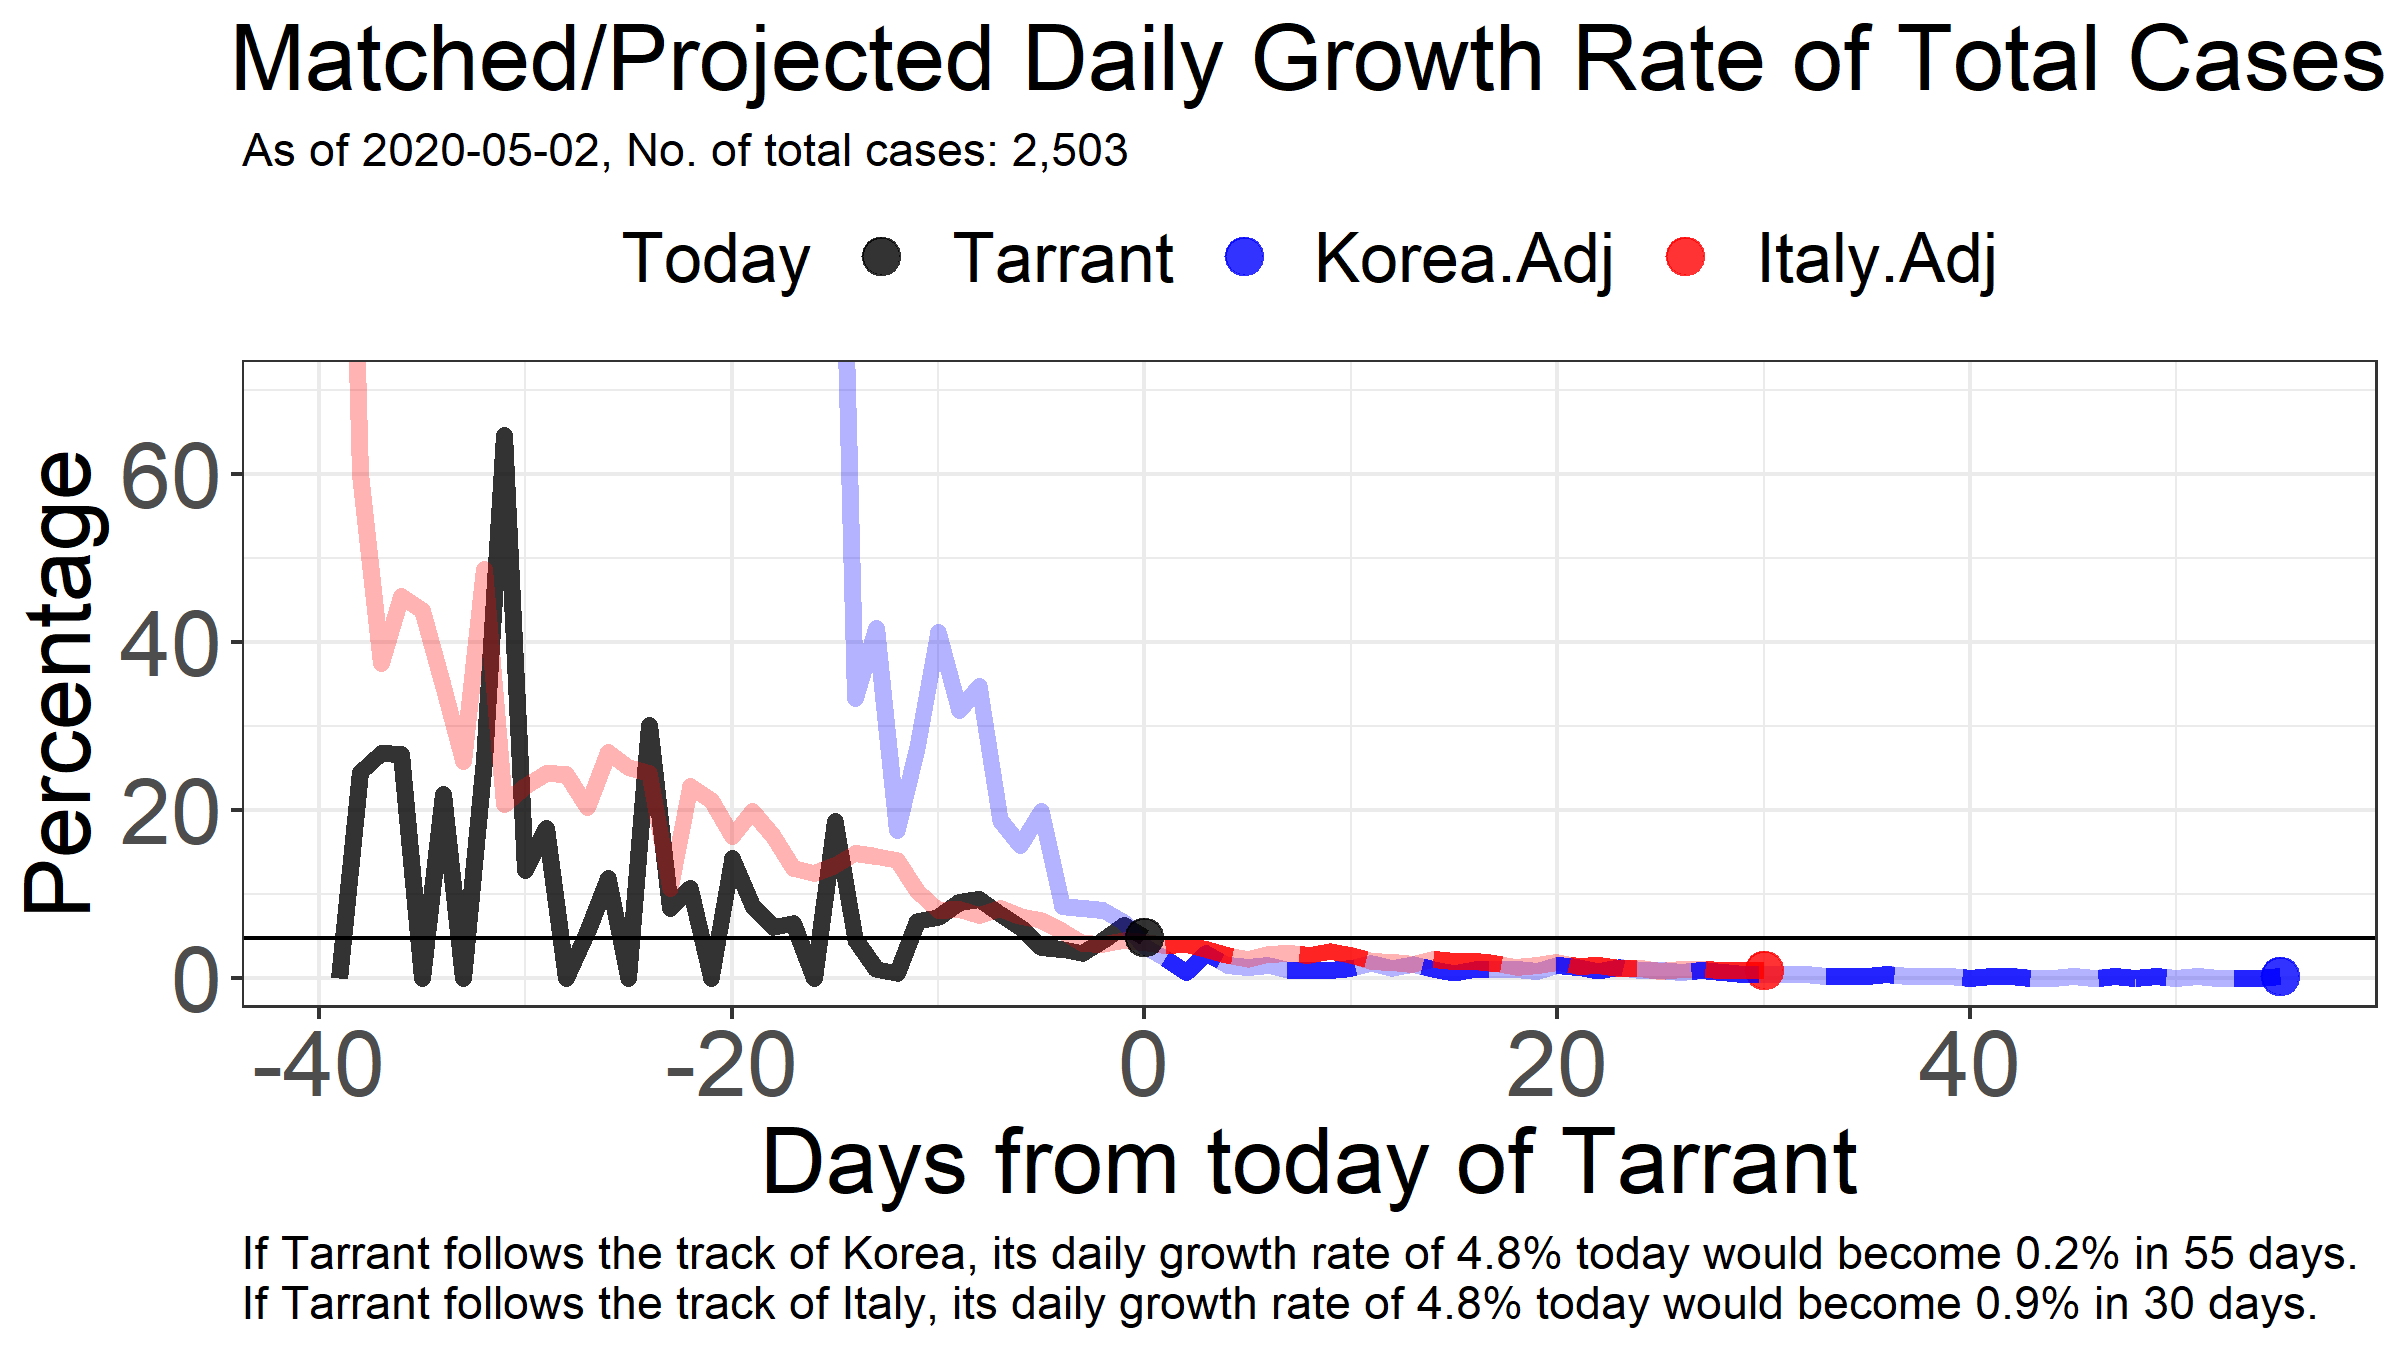 Matched/Projected Daily Growth Rate of Total Cases
As of 2020-05-02, No. of total cases: 2,503
Today Tarrant Korea.Adj Italy.Adj
Percentage
60
40
20
0
-40 -20 0 20 40
Days from today of Tarrant
If Tarrant follows the track of Korea, its daily growth rate of 4.8% today would become 0.2% in 55 days.
If Tarrant follows the track of Italy, its daily growth rate of 4.8% today would become 0.9% in 30 days.